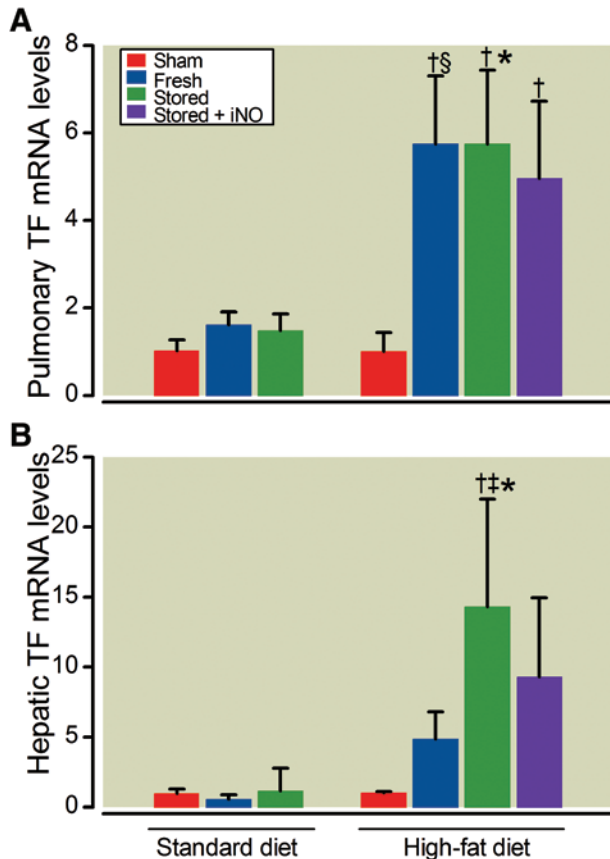 A
Pulmonary TF mRNA levels
8
6
4
2
0
Sham
Fresh
Stored
Stored + iNO
†§
†*
†
B
Hepatic TF mRNA levels
25
20
15
10
5
0
†‡*
Standard diet
High-fat diet